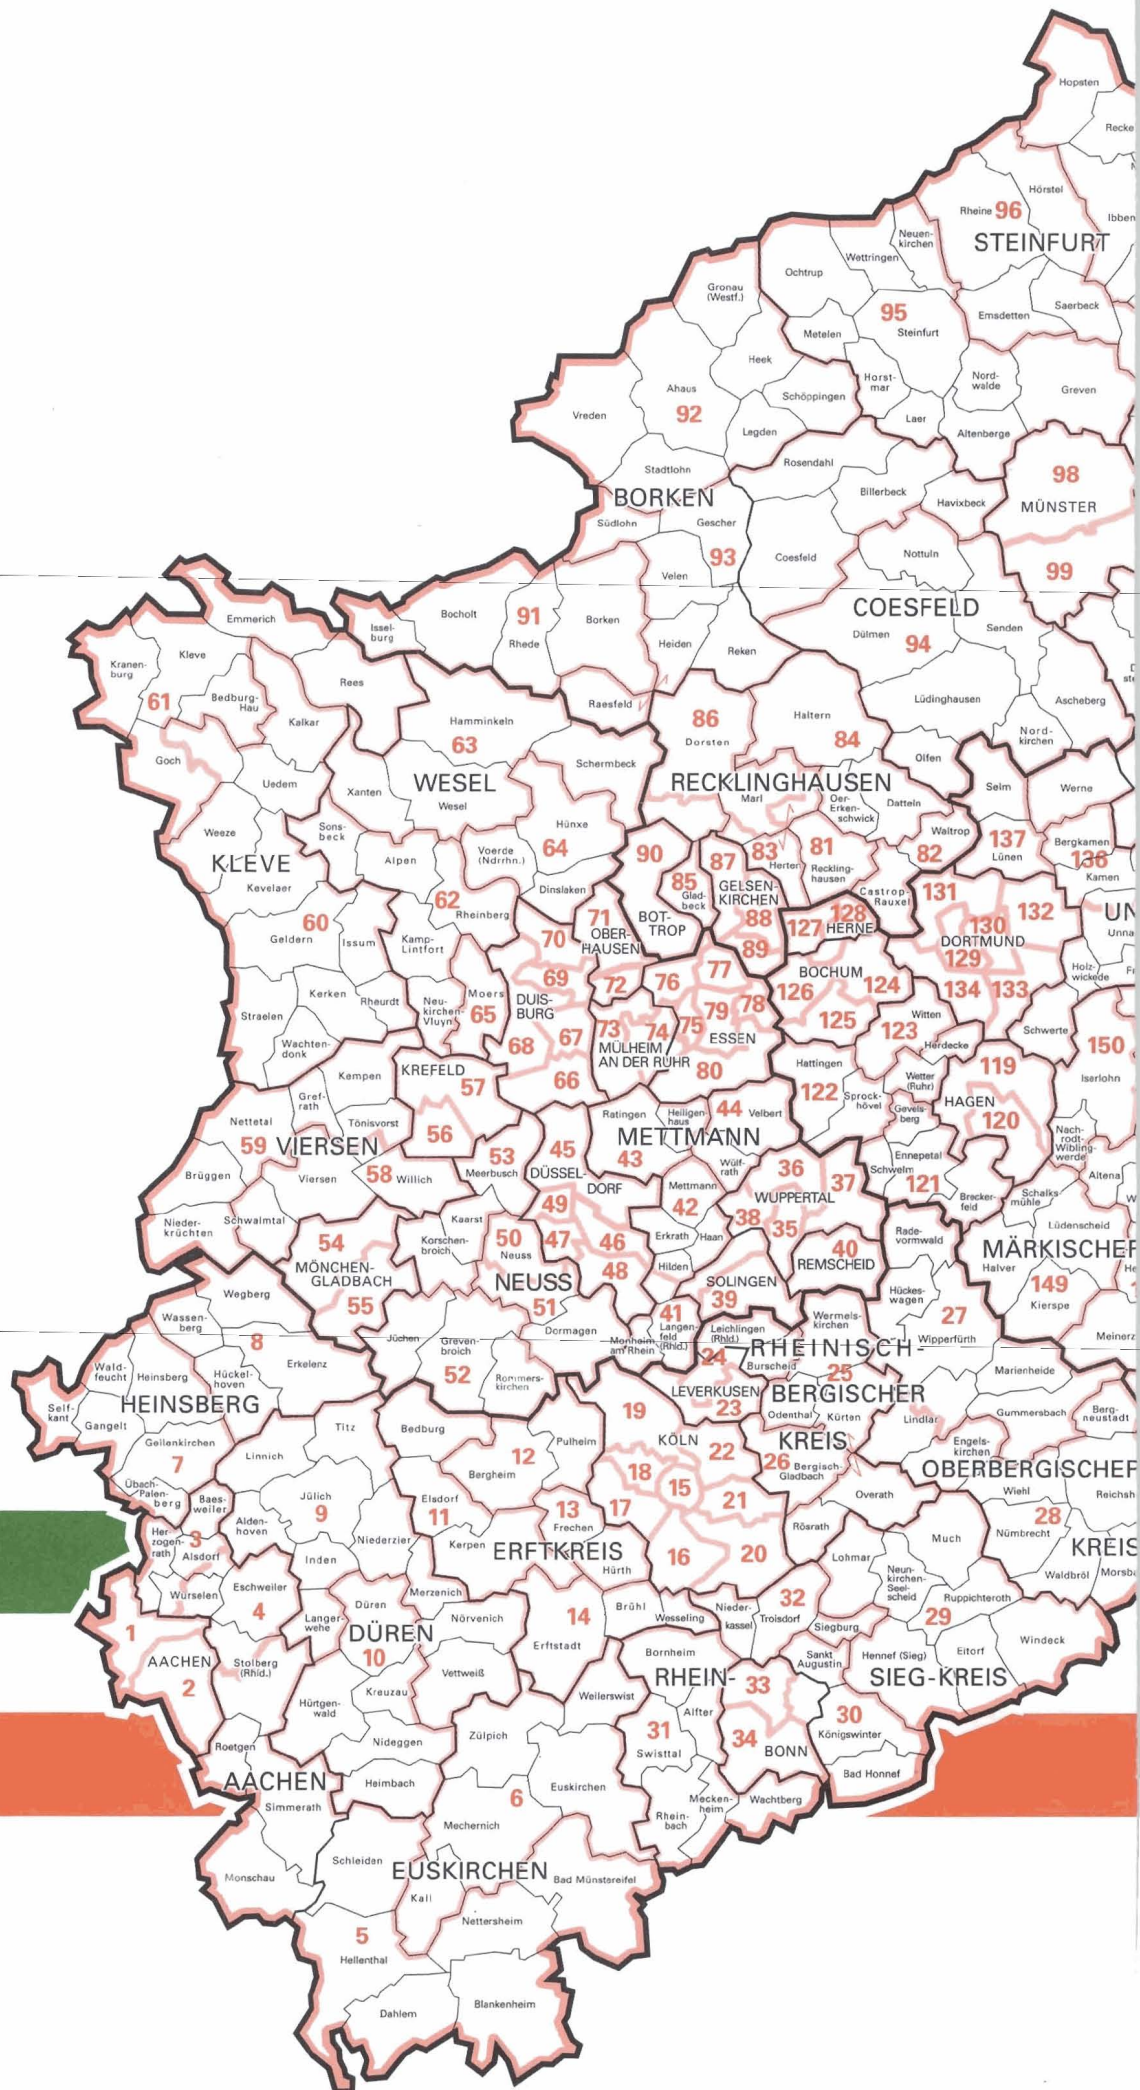 Hopsten
Recke
Hörstel
Rheine 96
Ibben
STEINFURT
Neuen-
kirchen
Wettringen
Ochtrup
Gronau
(Westf.)
95
Steinfurt
Metelen
Emsdetten
Saerbeck
Heek
Ahaus
92
Schöppingen
Horst-
mar
Nord-
walde
Greven
Vreden
Legden
Laer
Altenberge
Stadtlohn
Rosendahl
98
MÜNSTER
BORKEN
Billerbeck
Havixbeck
Südlohn
Gescher
93
Coesfeld
Nottuln
99
Velen
COESFELD
Emmerich
Bocholt
91
Rhede
Borken
Issel-
burg
Heiden
Reken
Dülmen
94
Senden
Kleve
Kranen-
burg
61
Bedburg-
Hau
Rees
Kalkar
Raesfeld
Lüdinghausen
Ascheberg
Hamminkeln
63
86
Dorsten
Haltern
84
Nord-
kirchen
Goch
Uedem
Schermbeck
Olfen
WESEL
Wesel
RECKLINGHAUSEN
Marl
Oer-
Erken-
schwick
Datteln
Selm
Werne
Xanten
Weeze
Sons-
beck
Hünxe
64
Waltrop
82
137
Lünen
Bergkamen
136
Kamen
KLEVE
Kevelaer
Alpen
Voerde
(Ndrrhn.)
90
87
83
Herten
81
Reckling-
hausen
85
Glad-
beck
GELSEN-
KIRCHEN
Dinslaken
62
Rheinberg
Castrop-
Rauxel
131
132
UN
Unna
60
Geldern
Issum
Kamp-
Lintfort
71
OBER-
HAUSEN
BOT-
TROP
88
127
128
HERNE
130
DORTMUND
129
70
89
69
72
76
77
BOCHUM
126
124
134
133
Holz-
wickede
Fr
Kerken
Rheurdt
Straelen
Neu-
kirchen-
Vluyn
Moers
65
DUIS-
BURG
79
78
ESSEN
125
Witten
123
Herdecke
Schwerte
150
Iserlohn
Wachten-
donk
68
67
73
74
75
MÜLHEIM
AN DER RUHR
80
Hattingen
122
Wetter
(Ruhr)
119
Kempen
KREFELD
57
66
Sprock-
hövel
Gevels-
berg
HAGEN
120
Gref-
rath
Nettetal
59
VIERSEN
Tönisvorst
56
Ratingen
Heiligen-
haus
44
Velbert
METTMANN
Nach-
rodt-
Wibling-
werde
53
Meerbusch
45
43
Ennepetal
Brüggen
Viersen
58
Willich
DÜSSEL-
DORF
Wülf-
rath
36
37
Schwelm
121
Altena
Mettmann
42
WUPPERTAL
Brecker-
feld
Schalks-
mühle
Nieder-
krüchten
Schwalmtal
49
38
35
Lüdenscheid
Kaarst
50
Neuss
47
46
Erkrath
Haan
40
REMSCHEID
Rade-
vormwald
MÄRKISCHER
Halver
54
MÖNCHEN-
GLADBACH
Korschen-
broich
48
Hilden
SOLINGEN
39
149
Kierspe
NEUSS
Wegberg
55
51
Hückes-
wagen
27
Wassen-
berg
Dormagen
41
Langen-
feld
(Rhld.)
Leichlingen
(Rhld.)
Wermels-
kirchen
Wipperfürth
Meinerz
8
Jüchen
Greven-
broich
52
Monheim
am Rhein
24
RHEINISCH-
Burscheid
Marienheide
Wald-
feucht
Heinsberg
Hückel-
hoven
Erkelenz
Rommers-
kirchen
25
LEVERKUSEN
BERGISCHER
Berg-
neustadt
HEINSBERG
Self-
kant
Gangelt
23
Odenthal
Kürten
Lindlar
Gummersbach
Titz
Bedburg
19
KÖLN
KREIS
Geilenkirchen
7
Linnich
12
Pulheim
22
26
Bergisch-
Gladbach
Engels-
kirchen
OBERBERGISCHER
Bergheim
18
15
Wiehl
Reichsh
Übach-
Palen-
berg
Baes-
weiler
Jülich
9
Elsdorf
11
13
Frechen
17
21
Overath
28
Nümbrecht
Alden-
hoven
Rösrath
Her-
zogen-
rath
3
Alsdorf
Niederzier
Kerpen
ERFTKREIS
Much
KREIS
Inden
Hürth
16
20
Lohmar
Waldbröl
Morsba
Würselen
Eschweiler
4
Merzenich
Neun-
kirchen-
Seel-
scheid
Ruppichteroth
29
Langer-
wehe
Düren
DÜREN
10
Nörvenich
14
Brühl
Wesseling
Nieder-
kassel
32
Troisdorf
Siegburg
1
AACHEN
2
Stolberg
(Rhld.)
Erftstadt
Bornheim
Sankt
Augustin
Hennef (Sieg)
Eitorf
Windeck
Vettweiß
RHEIN-
33
SIEG-KREIS
Hürtgen-
wald
Kreuzau
Weilerswist
Alfter
30
Königswinter
Roetgen
Nideggen
Zülpich
31
Swisttal
34
BONN
AACHEN
Simmerath
Heimbach
Euskirchen
Bad Honnef
6
Mechernich
Rhein-
bach
Mecken-
heim
Wachtberg
Monschau
Schleiden
EUSKIRCHEN
Bad Münstereifel
Kall
Nettersheim
5
Hellenthal
Dahlem
Blankenheim